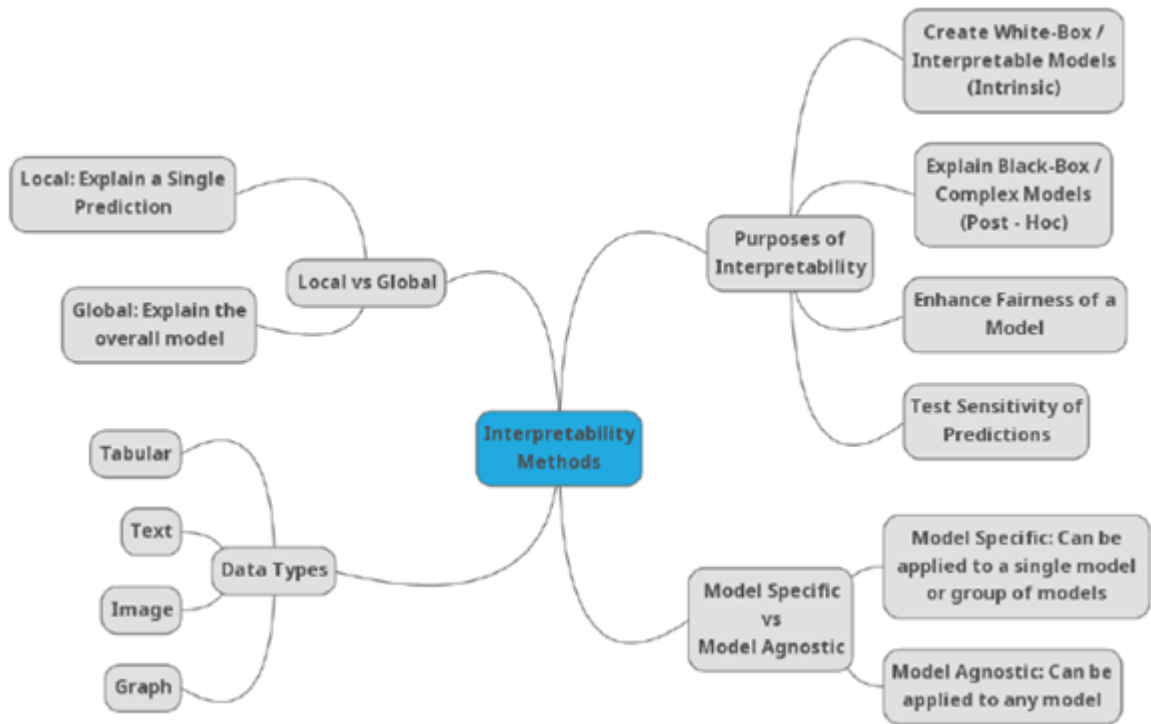 Create White-Box /
Interpretable Models
(Intrinsic)
Local: Explain a Single
Prediction
Explain Black-Box /
Complex Models
(Post - Hoc)
Purposes of
Interpretability
Local vs Global
Global: Explain the
overall model
Enhance Fairness of a
Model
Test Sensitivity of
Predictions
Interpretability
Methods
Tabular
Text
Data Types
Image
Graph
Model Specific
vs
Model Agnostic
Model Specific: Can be
applied to a single model
or group of models
Model Agnostic: Can be
applied to any model